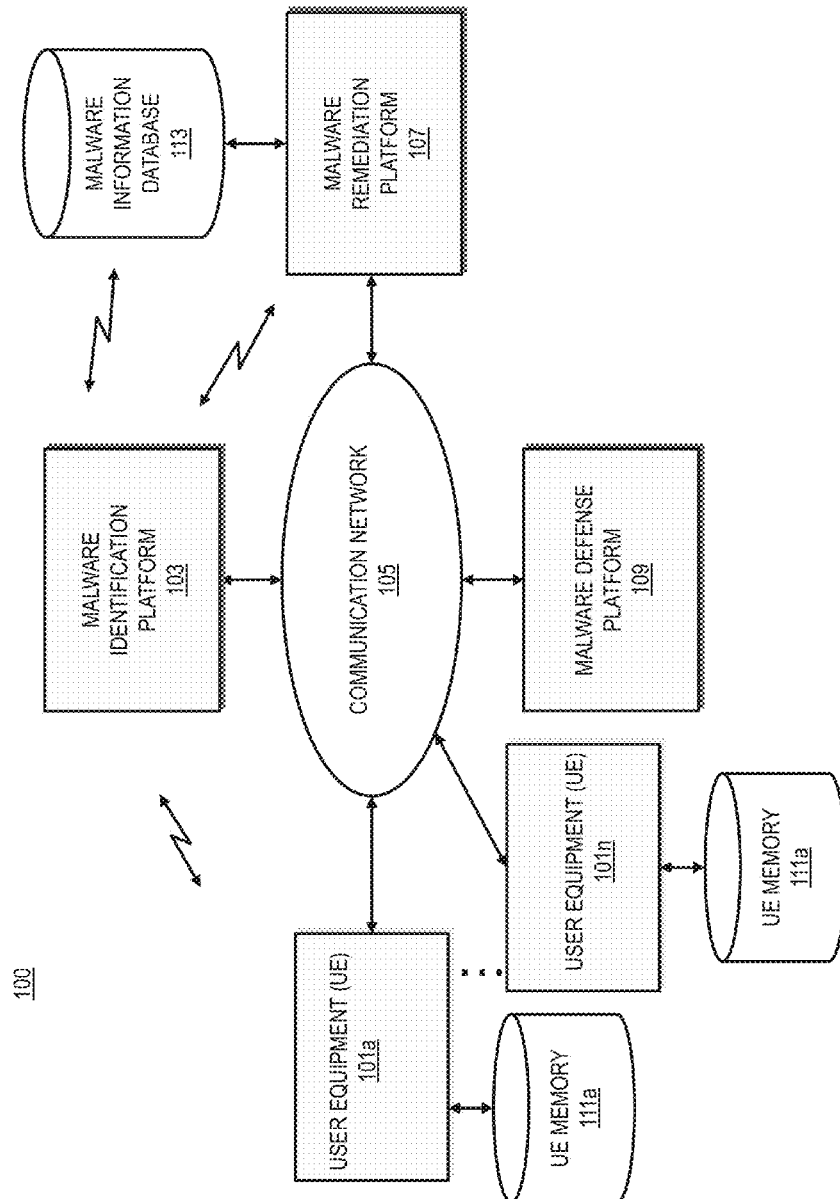 100
MALWARE
IDENTIFICATION
PLATFORM
103
MALWARE
INFORMATION
DATABASE
113
USER EQUIPMENT (UE)
101a
COMMUNICATION NETWORK
105
MALWARE
REMEDIATION
PLATFORM
107
UE MEMORY
111a
USER EQUIPMENT (UE)
101n
MALWARE DEFENSE
PLATFORM
109
UE MEMORY
111a